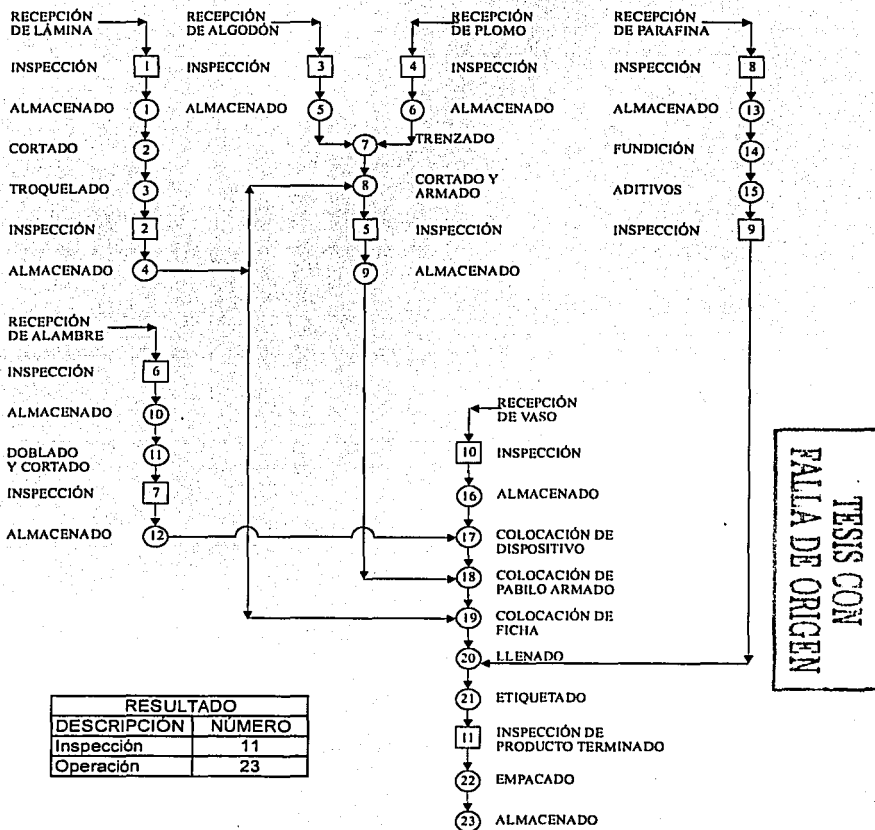 RECEPCIÓN
DE LÁMINA
INSPECCIÓN
1
ALMACENADO
1
CORTADO
2
TROQUELADO
3
INSPECCIÓN
2
ALMACENADO
4
RECEPCIÓN
DE ALGODÓN
INSPECCIÓN
3
ALMACENADO
5
RECEPCIÓN
DE PLOMO
4
INSPECCIÓN
6
ALMACENADO
7
TRENZADO
8
CORTADO Y
ARMADO
5
INSPECCIÓN
9
ALMACENADO
RECEPCIÓN
DE PARAFINA
INSPECCIÓN
8
ALMACENADO
13
FUNDICIÓN
14
ADITIVOS
15
INSPECCIÓN
9
RECEPCIÓN
DE ALAMBRE
INSPECCIÓN
6
ALMACENADO
10
DOBLADO
Y CORTADO
11
INSPECCIÓN
7
ALMACENADO
12
RECEPCIÓN
DE VASO
10
INSPECCIÓN
16
ALMACENADO
17
COLOCACIÓN DE
DISPOSITIVO
18
COLOCACIÓN DE
PABILO ARMADO
19
COLOCACIÓN DE
FICHA
20
LLENADO
21
ETIQUETADO
11
INSPECCIÓN DE
PRODUCTO TERMINADO
22
EMPACADO
23
ALMACENADO
RESULTADO
DESCRIPCIÓN NÚMERO
Inspección 11
Operación 23
TESIS CON
FALLA DE ORIGEN